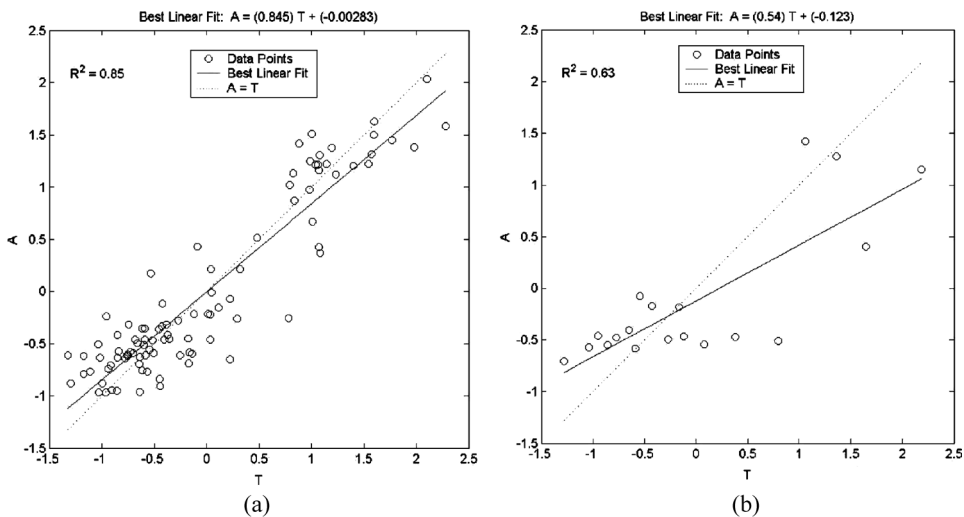 Best Linear Fit: A = (0.845) T + (-0.00283)
R² = 0.85
Data Points
Best Linear Fit
A = T
2.5
2
1.5
1
0.5
0
-0.5
-1
-1.5
A
-1.5 -1 -0.5 0 0.5 1 1.5 2 2.5
T
(a)
Best Linear Fit: A = (0.54) T + (-0.123)
R² = 0.63
Data Points
Best Linear Fit
A = T
2.5
2
1.5
1
0.5
0
-0.5
-1
-1.5
A
-1.5 -1 -0.5 0 0.5 1 1.5 2 2.5
T
(b)